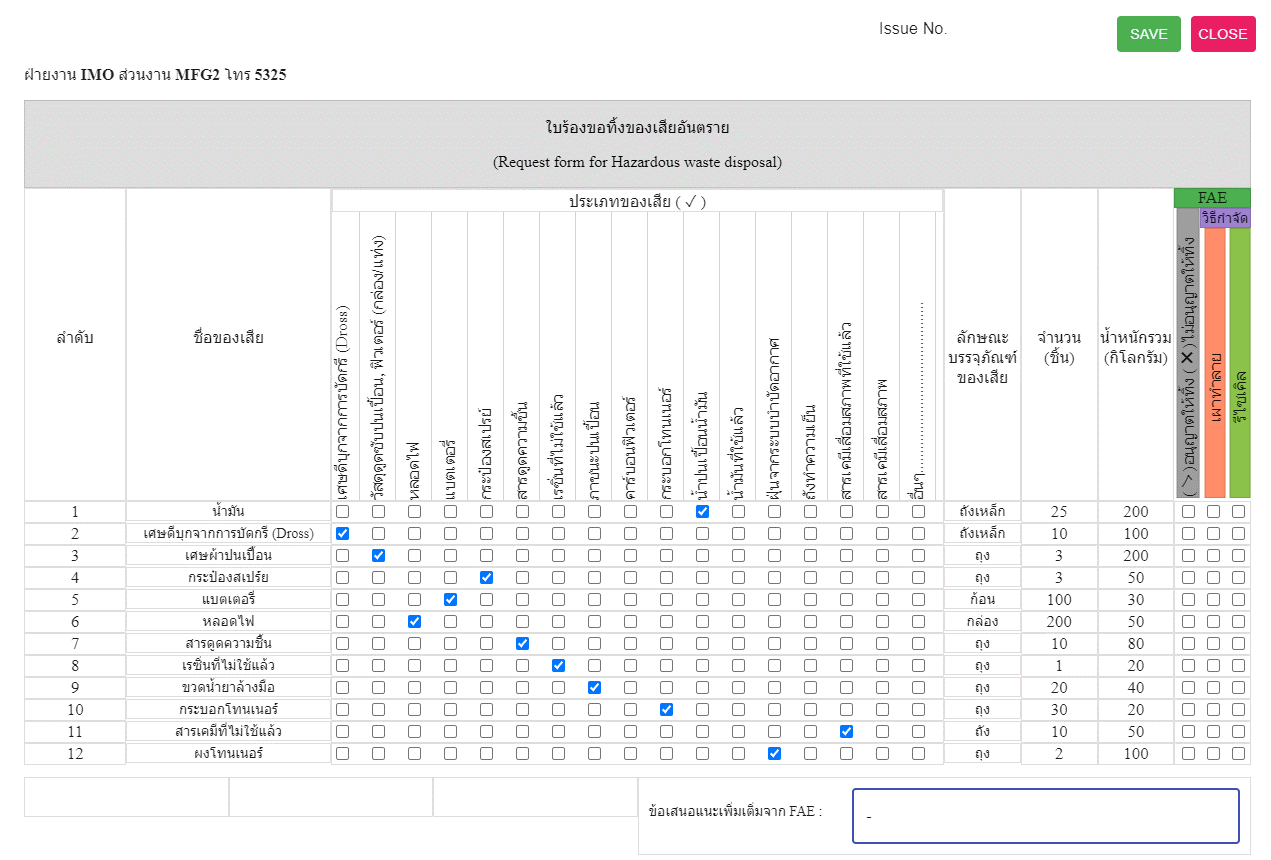 Issue No.
SAVE
CLOSE
ฝ่ายงาน IMO ส่วนงาน MFG2 โทร 5325
ใบร้องขอทิ้งของเสียอันตราย
(Request form for Hazardous waste disposal)
ลำดับ
ชื่อของเสีย
ประเภทของเสีย ( ✓ )
เศษดีบุกจากการบัดกรี (Dross)
วัสดุดูดซับปนเปื้อน, ฟิวเตอร์ (กล่อง/แท่ง)
หลอดไฟ
แบตเตอรี่
กระป๋องสเปรย์
สารดูดความชื้น
เรซิ่นที่ไม่ใช้แล้ว
ภาชนะปนเปื้อน
คาร์บอนฟิวเตอร์
กระบอกโทนเนอร์
น้ำปนเปื้อนน้ำมัน
น้ำมันที่ใช้แล้ว
ฝุ่นจากระบบบำบัดอากาศ
ถังทำความเย็น
สารเคมีเสื่อมสภาพที่ใช้แล้ว
สารเคมีเสื่อมสภาพ
อื่นๆ.............................................
ลักษณะ
บรรจุภัณฑ์
ของเสีย
จำนวน
(ชิ้น)
น้ำหนักรวม
(กิโลกรัม)
FAE
วิธีกำจัด
( ✓ )อนุญาตให้ทิ้ง ( ✕ )ไม่อนุญาตให้ทิ้ง
เผาทำลาย
รีไซเคิล
1 น้ำมัน ถังเหล็ก 25 200
2 เศษดีบุกจากการบัดกรี (Dross) ถังเหล็ก 10 100
3 เศษผ้าปนเปื้อน ถุง 3 200
4 กระป๋องสเปร์ย ถุง 3 50
5 แบตเตอรี่ ก้อน 100 30
6 หลอดไฟ กล่อง 200 50
7 สารดูดความชื้น ถุง 10 80
8 เรซิ่นที่ไม่ใช้แล้ว ถุง 1 20
9 ขวดน้ำยาล้างมือ ถุง 20 40
10 กระบอกโทนเนอร์ ถุง 30 20
11 สารเคมีที่ไม่ใช้แล้ว ถัง 10 50
12 ผงโทนเนอร์ ถุง 2 100
ข้อเสนอแนะเพิ่มเติมจาก FAE :
-